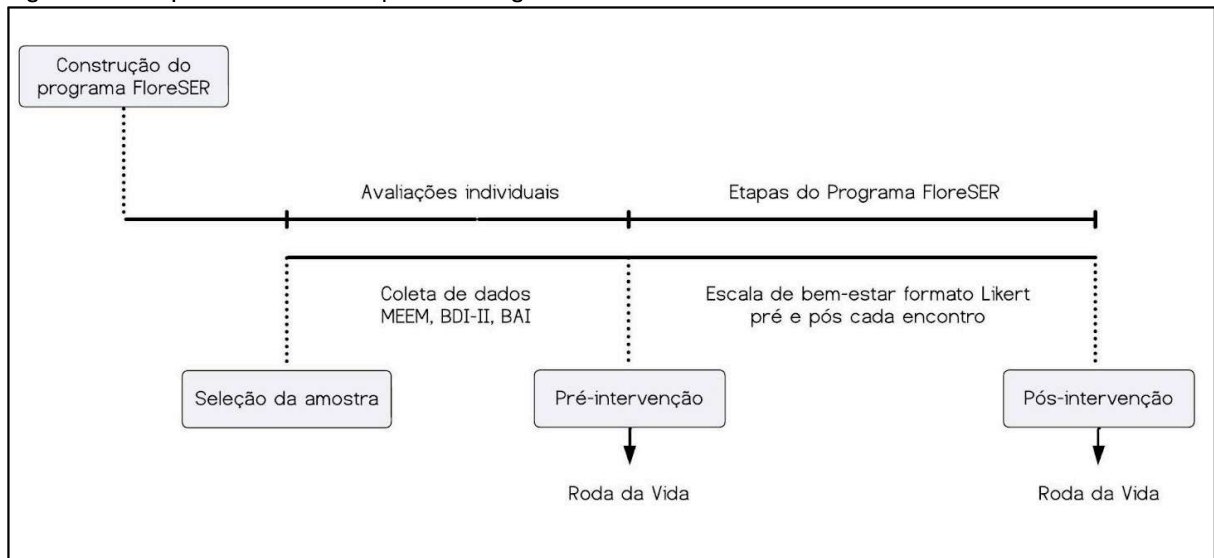 Construção do
programa FloreSER
Avaliações individuais
Etapas do Programa FloreSER
Coleta de dados
MEEM, BDI-II, BAI
Escala de bem-estar formato Likert
pré e pós cada encontro
Seleção da amostra
Pré-intervenção
Pós-intervenção
Roda da Vida
Roda da Vida